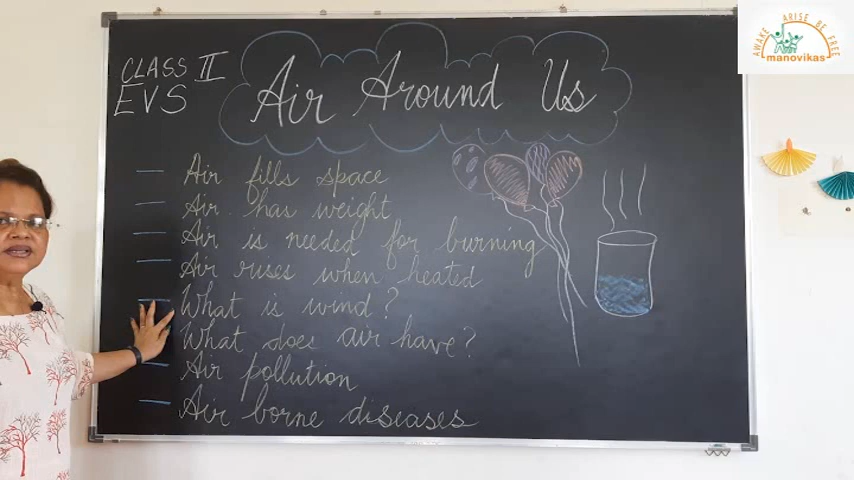 AWAKE ARISE BE FREE
manovikas
CLASS II
EVS
Air Around Us
Air fills space
Air has weight
Air is needed for burning
Air rises when heated
What is wind?
What does air have?
Air pollution
Air borne diseases